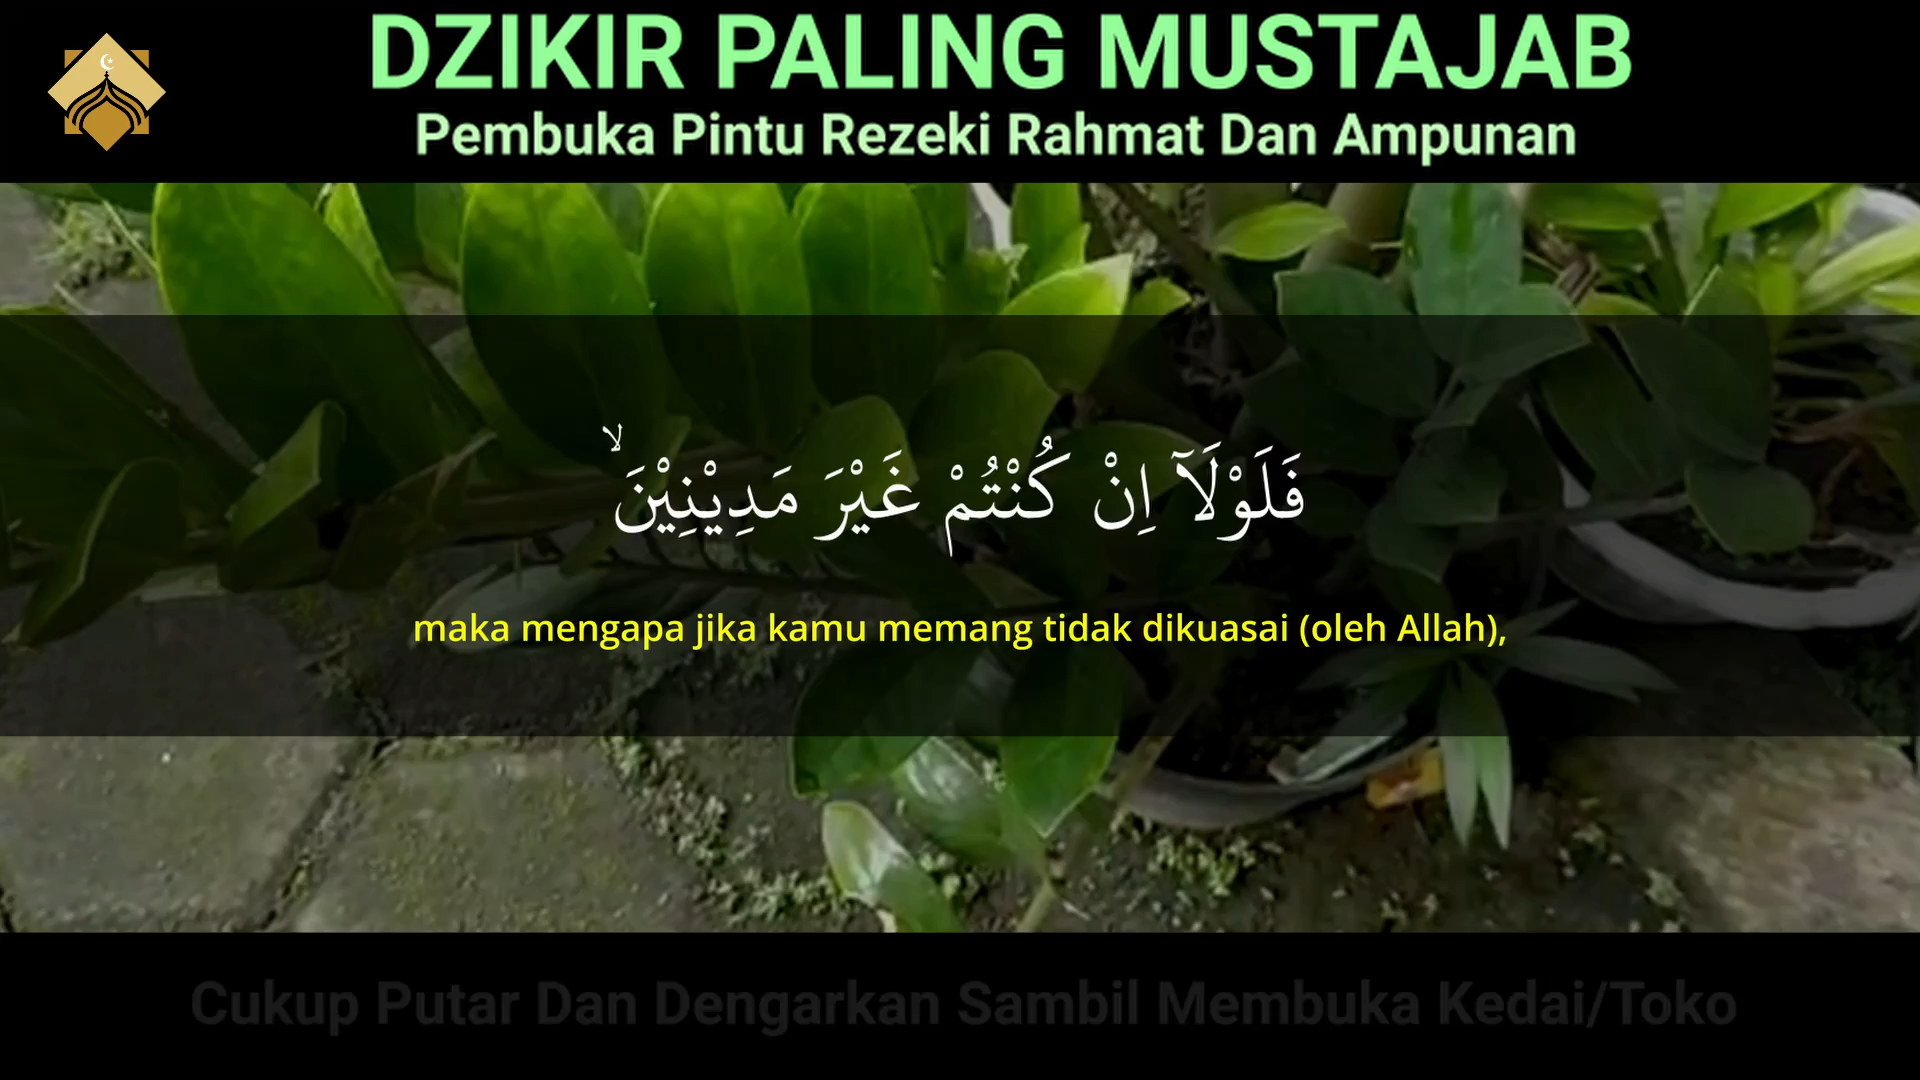 DZIKIR PALING MUSTAJAB
Pembuka Pintu Rezeki Rahmat Dan Ampunan
فَلَوْلَآ اِنْ كُنْتُمْ غَيْرَ مَدِيْنِيْنَۙ
maka mengapa jika kamu memang tidak dikuasai (oleh Allah),
Cukup Putar Dan Dengarkan Sambil Membuka Kedai/Toko